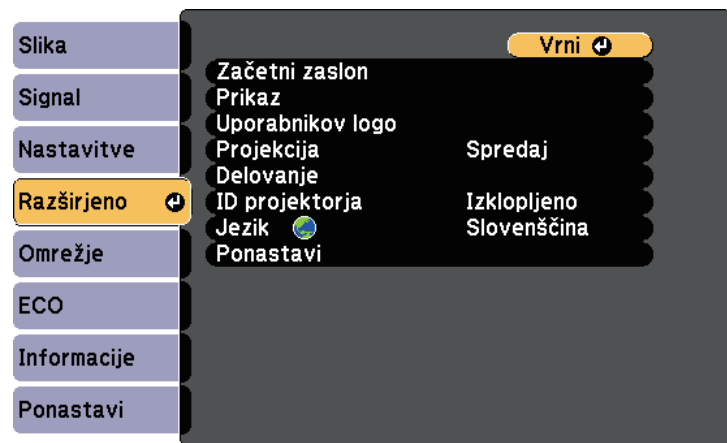 Slika
Signal
Nastavitve
Razširjeno
Omrežje
ECO
Informacije
Ponastavi
Vrni
Začetni zaslon
Prikaz
Uporabnikov logo
Projekcija Spredaj
Delovanje
ID projektorja Izklopljeno
Jezik Slovenščina
Ponastavi